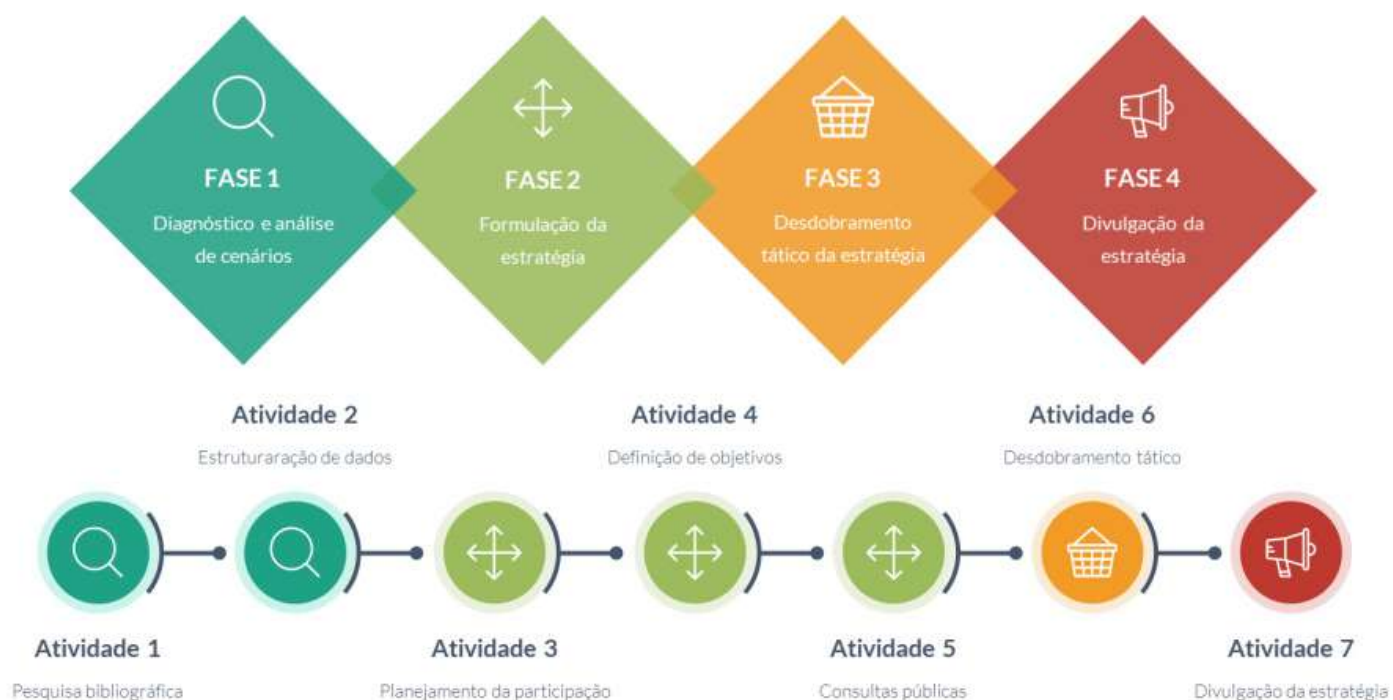 FASE 1
Diagnóstico e análise
de cenários
FASE 2
Formulação da
estratégia
FASE 3
Desdobramento
tático da estratégia
FASE 4
Divulgação da
estratégia
Atividade 2
Estruturaração de dados
Atividade 4
Definição de objetivos
Atividade 6
Desdobramento tático
Atividade 1
Pesquisa bibliográfica
Atividade 3
Planejamento da participação
Atividade 5
Consultas públicas
Atividade 7
Divulgação da estratégia